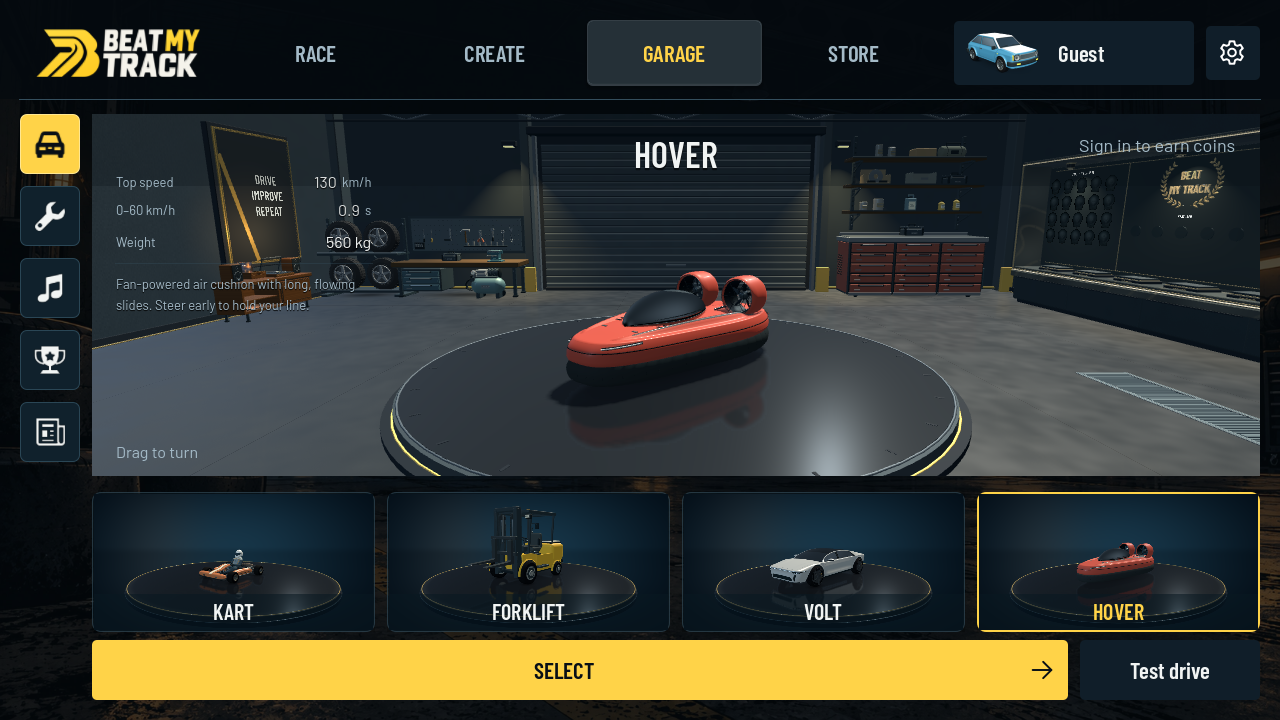 BEAT MY
TRACK
RACE
CREATE
GARAGE
STORE
Guest
HOVER
Sign in to earn coins
Top speed 130 km/h
0–60 km/h 0.9 s
Weight 560 kg
Fan-powered air cushion with long, flowing
slides. Steer early to hold your line.
DRIVE
IMPROVE
REPEAT
BEAT
MY TRACK
Drag to turn
KART
FORKLIFT
VOLT
HOVER
SELECT
Test drive